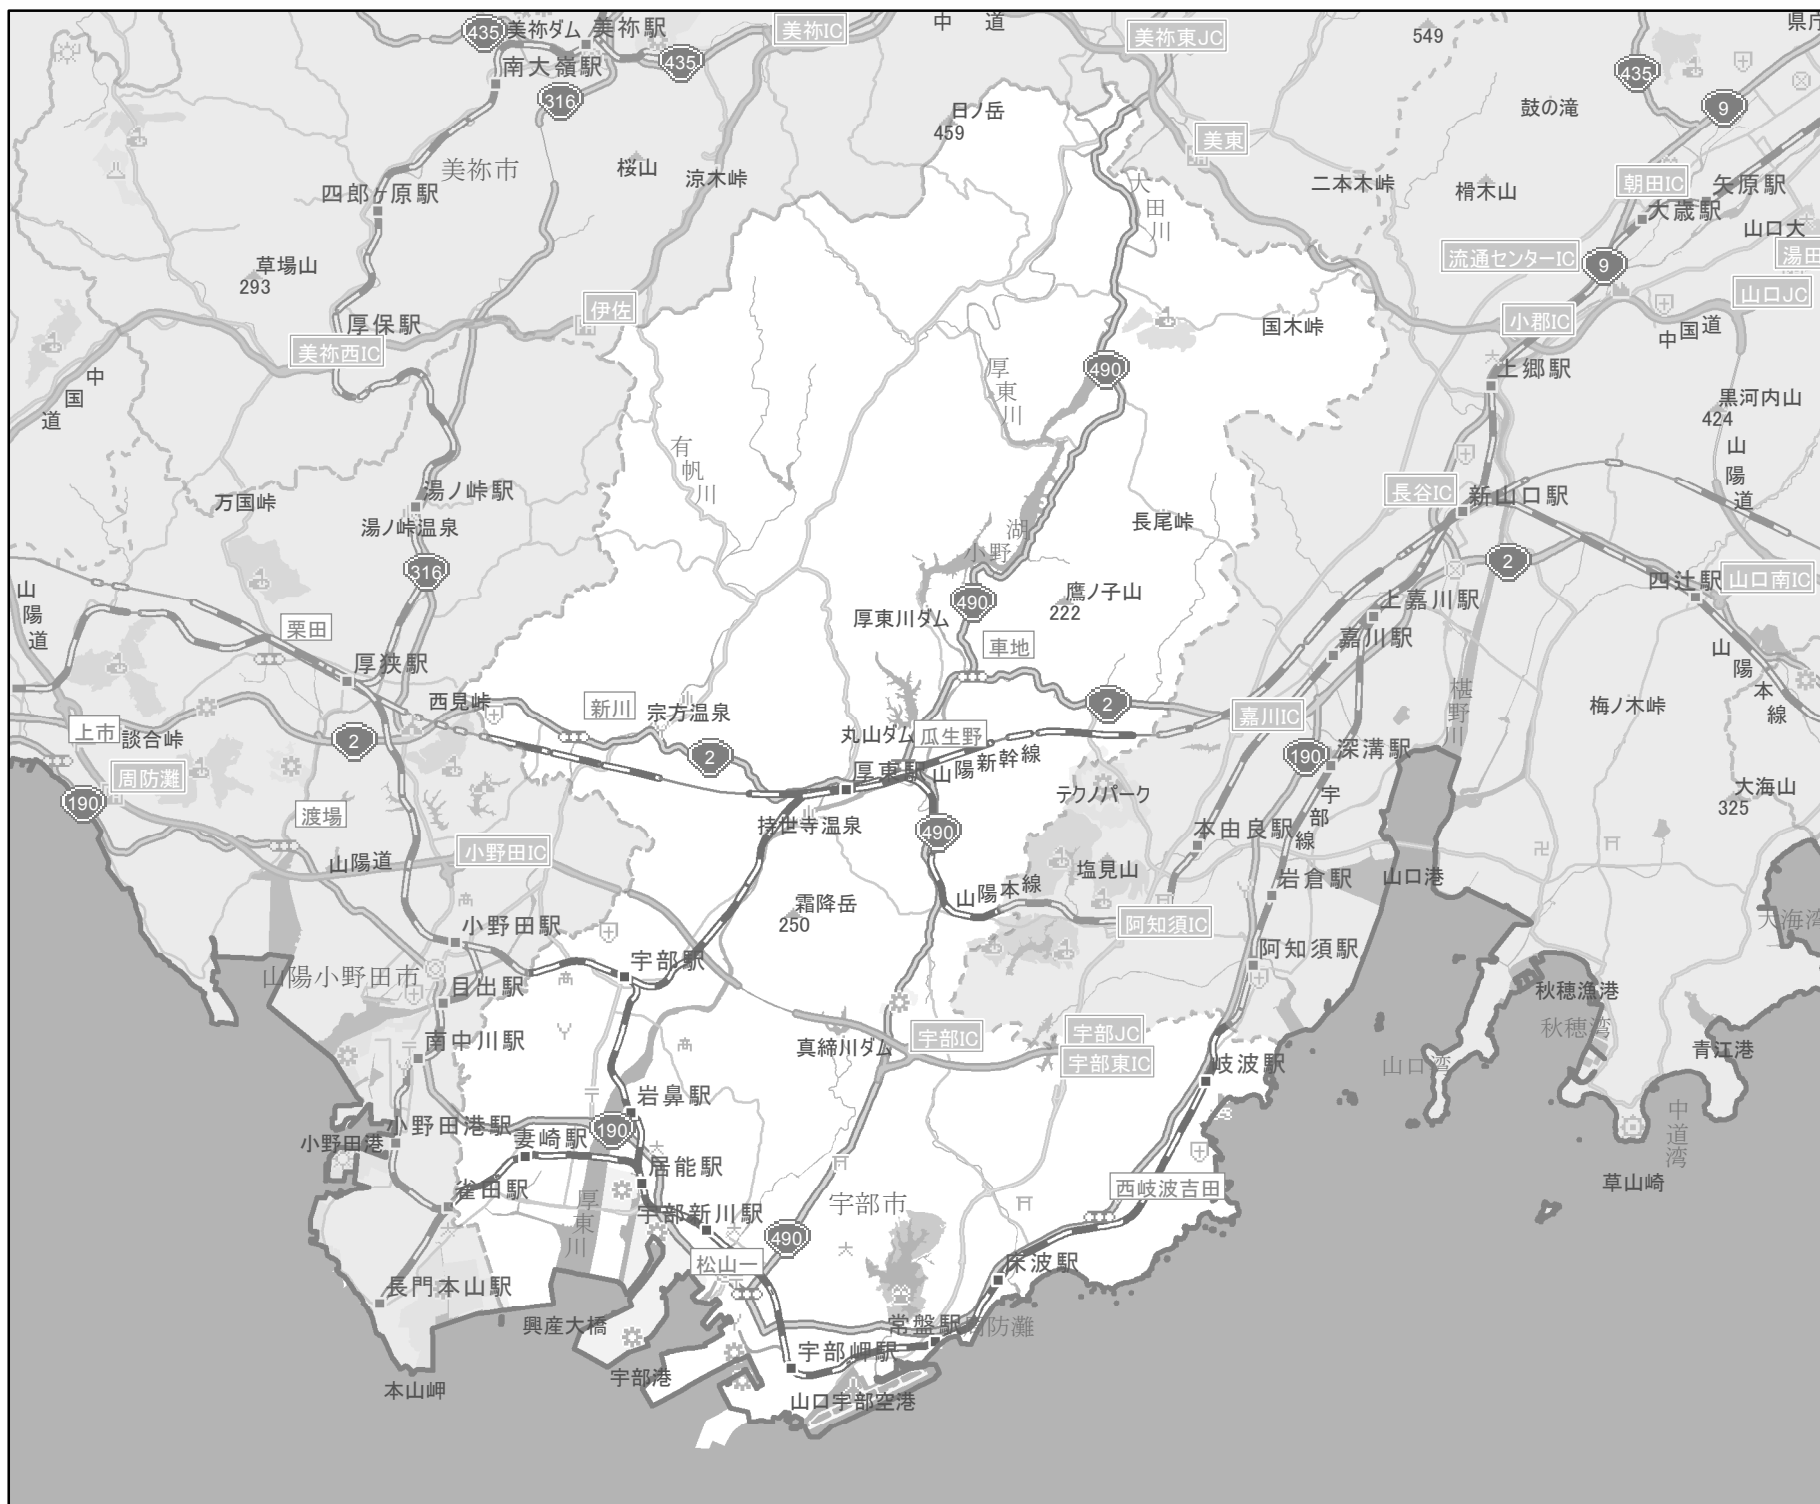 435
美祢ダム
美祢駅
美祢IC
中道
美祢東JC
549
県庁
435
435
南大嶺駅
316
9
日ノ岳
459
鼓の滝
美東
美祢市
桜山
涼木峠
四郎ヶ原駅
大田川
二本木峠
榾木山
朝田IC
矢原駅
大歳駅
山口大
流通センターIC
湯田
9
草場山
293
伊佐
山口JC
厚保駅
美祢西IC
国木峠
小郡IC
中国道
490
厚東川
上郷駅
中国道
黒河内山
424
山陽道
有帆川
万国峠
湯ノ峠駅
長谷IC
新山口駅
湯ノ峠温泉
長尾峠
小野湖
316
2
山陽道
四辻駅
山口南IC
490
鷹ノ子山
222
上嘉川駅
厚東川ダム
嘉川駅
栗田
車地
山陽本線
厚狭駅
椹野川
西見峠
新川
宗方温泉
2
嘉川IC
梅ノ木峠
上市
談合峠
2
丸山ダム
瓜生野
2
190
深溝駅
周防灘
厚東駅
山陽新幹線
190
テクノパーク
宇部線
大海山
325
渡場
持世寺温泉
490
本由良駅
小野田IC
山陽道
塩見山
岩倉駅
山口港
霜降岳
250
山陽本線
阿知須IC
大海湾
小野田駅
阿知須駅
宇部駅
山陽小野田市
目出駅
秋穂漁港
秋穂湾
南中川駅
真締川ダム
宇部IC
宇部JC
宇部東IC
山口湾
青江港
岐波駅
岩鼻駅
190
小野田港駅
小野田港
妻崎駅
中道湾
居能駅
草山崎
雀田駅
西岐波吉田
厚東川
宇部新川駅
宇部市
490
松山一
床波駅
長門本山駅
興産大橋
常盤駅
周防灘
宇部岬駅
宇部港
本山岬
山口宇部空港